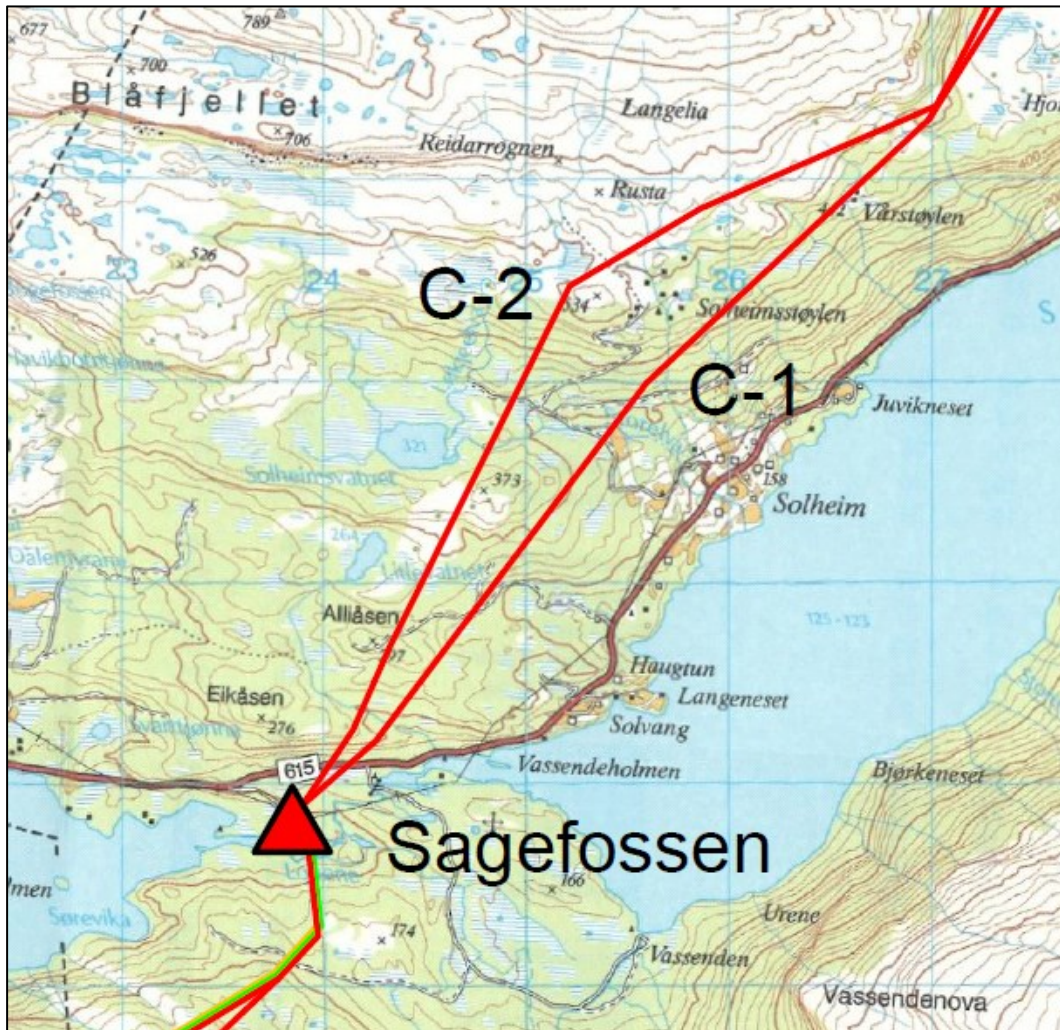 677
789
700
Blåfjellet
706
Langelia
Reidarrognen
Rusta
Vårstøylen
526
23
24
25
26
27
C-2
534
Solheimsstøylen
C-1
Juvikneset
321
Solheimsvatnet
373
158
Solheim
264
Alliåsen
125-123
Haugtun
Langeneset
Solvang
Eikåsen
276
615
Vassendeholmen
Bjørkeneset
Sagefossen
166
Sørevika
174
Urene
Vassenden
Vassendenova